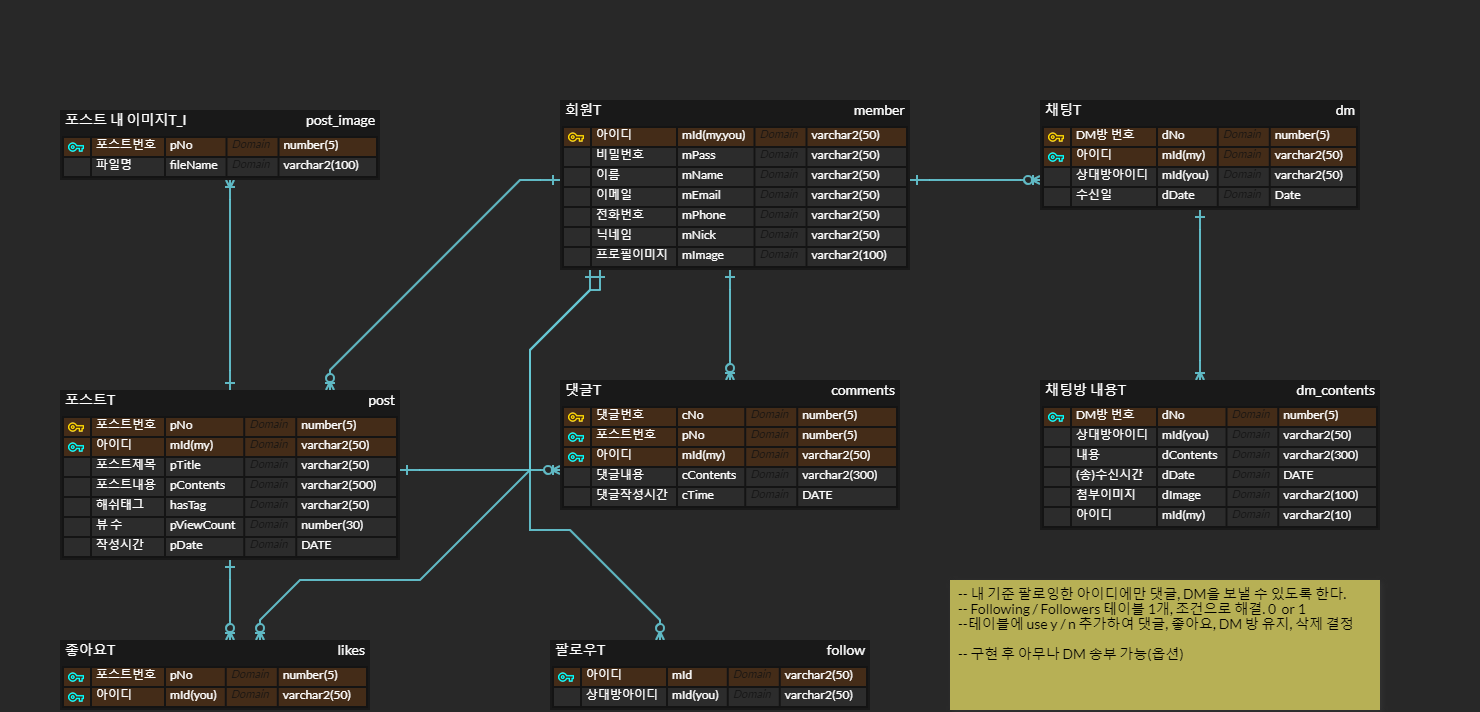 포스트 내 이미지T_I post_image
포스트번호 pNo Domain number(5)
파일명 fileName Domain varchar2(100)
회원T member
아이디 mId(my;you) Domain varchar2(50)
비밀번호 mPass Domain varchar2(50)
이름 mName Domain varchar2(50)
이메일 mEmail Domain varchar2(50)
전화번호 mPhone Domain varchar2(50)
닉네임 mNick Domain varchar2(50)
프로필이미지 mImage Domain varchar2(100)
채팅T dm
DM방 번호 dNo Domain number(5)
아이디 mId(my) Domain varchar2(50)
상대방아이디 mId(you) Domain varchar2(50)
수신일 dDate Domain Date
포스트T post
포스트번호 pNo Domain number(5)
아이디 mId(my) Domain varchar2(50)
포스트제목 pTitle Domain varchar2(50)
포스트내용 pContents Domain varchar2(500)
해쉬태그 hasTag Domain varchar2(50)
뷰 수 pViewCount Domain number(30)
작성시간 pDate Domain DATE
댓글T comments
댓글번호 cNo Domain number(5)
포스트번호 pNo Domain number(5)
아이디 mId(my) Domain varchar2(50)
댓글내용 cContents Domain varchar2(300)
댓글작성시간 cTime Domain DATE
채팅방 내용T dm_contents
DM방 번호 dNo Domain number(5)
상대방아이디 mId(you) Domain varchar2(50)
내용 dContents Domain varchar2(300)
(송)수신시간 dDate Domain DATE
첨부이미지 dImage Domain varchar2(100)
아이디 mId(my) Domain varchar2(10)
좋아요T likes
포스트번호 pNo Domain number(5)
아이디 mId(you) Domain varchar2(50)
팔로우T follow
아이디 mId Domain varchar2(50)
상대방아이디 mId(you) Domain varchar2(50)
-- 내 기준 팔로잉한 아이디에만 댓글, DM을 보낼 수 있도록 한다.
-- Following / Followers 테이블 1개, 조건으로 해결. 0 or 1
--테이블에 use y / n 추가하여 댓글, 좋아요, DM 방 유지, 삭제 결정
-- 구현 후 아무나 DM 송부 가능(옵션)